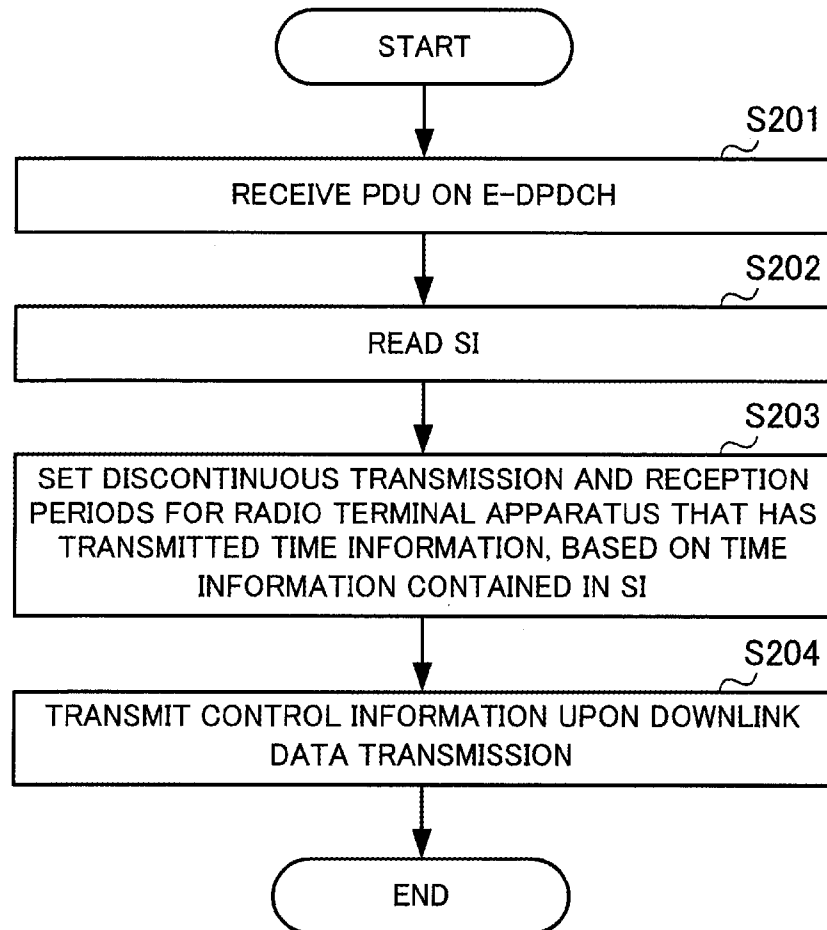 START
S201
RECEIVE PDU ON E-DPDCH
S202
READ SI
S203
SET DISCONTINUOUS TRANSMISSION AND RECEPTION
PERIODS FOR RADIO TERMINAL APPARATUS THAT HAS
TRANSMITTED TIME INFORMATION, BASED ON TIME
INFORMATION CONTAINED IN SI
S204
TRANSMIT CONTROL INFORMATION UPON DOWNLINK
DATA TRANSMISSION
END